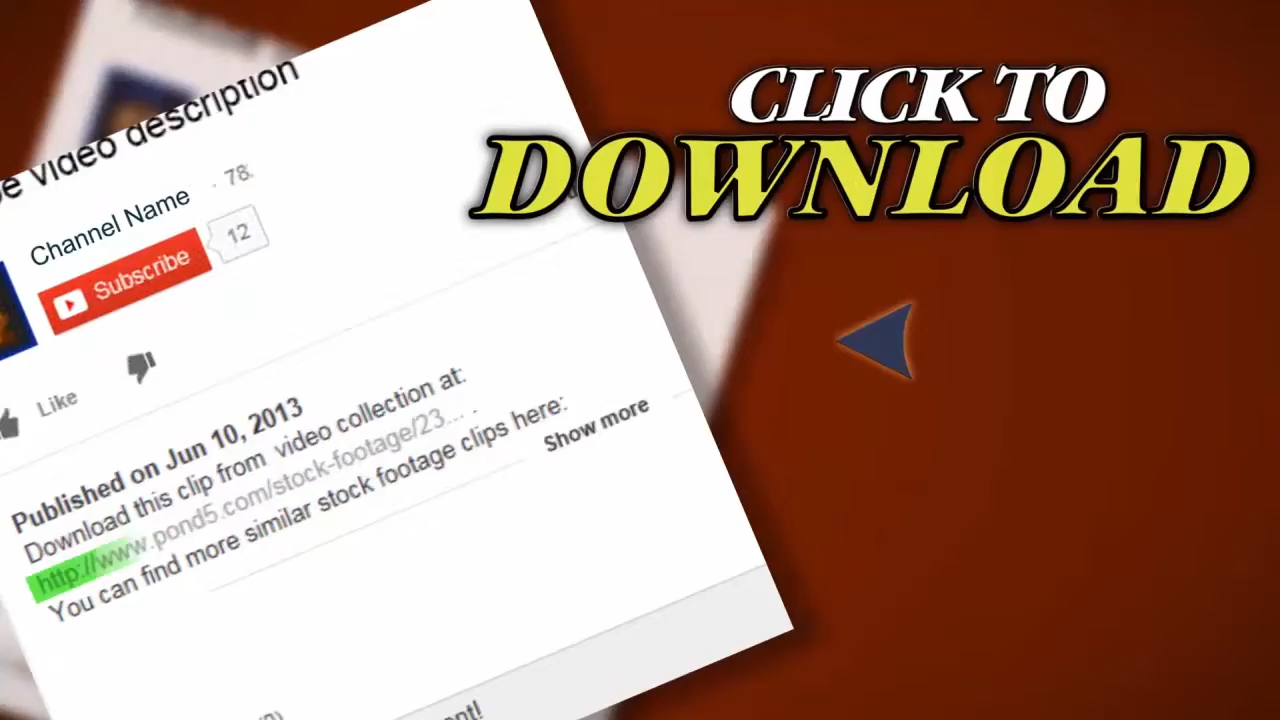 CLICK TO
DOWNLOAD
video description
Channel Name
78
Subscribe
12
Like
Published on Jun 10, 2013
Download this clip from video collection at:
http://www.pond5.com/stock-footage/23...
You can find more similar stock footage clips here:
Show more